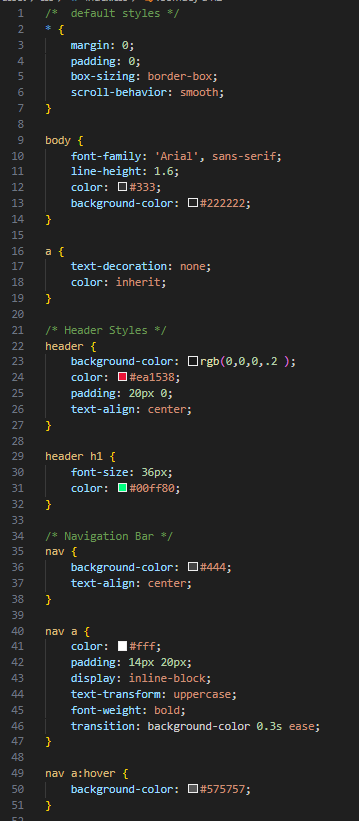 1 /*  default styles */
2 * {
3     margin: 0;
4     padding: 0;
5     box-sizing: border-box;
6     scroll-behavior: smooth;
7 }
8
9 body {
10     font-family: 'Arial', sans-serif;
11     line-height: 1.6;
12     color: #333;
13     background-color: #222222;
14 }
15
16 a {
17     text-decoration: none;
18     color: inherit;
19 }
20
21 /* Header Styles */
22 header {
23     background-color: rgb(0,0,0,.2 );
24     color: #ea1538;
25     padding: 20px 0;
26     text-align: center;
27 }
28
29 header h1 {
30     font-size: 36px;
31     color: #00ff80;
32 }
33
34 /* Navigation Bar */
35 nav {
36     background-color: #444;
37     text-align: center;
38 }
39
40 nav a {
41     color: #fff;
42     padding: 14px 20px;
43     display: inline-block;
44     text-transform: uppercase;
45     font-weight: bold;
46     transition: background-color 0.3s ease;
47 }
48
49 nav a:hover {
50     background-color: #575757;
51 }